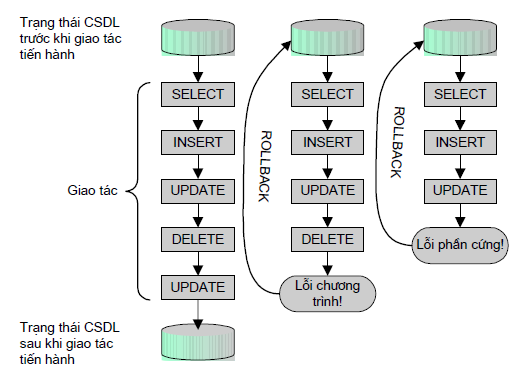 Trạng thái CSDL
trước khi giao tác
tiến hành
SELECT
INSERT
UPDATE
DELETE
UPDATE
Giao tác
Trạng thái CSDL
sau khi giao tác
tiến hành
ROLLBACK
SELECT
INSERT
UPDATE
DELETE
Lỗi chương
trình!
ROLLBACK
SELECT
INSERT
UPDATE
Lỗi phần cứng!